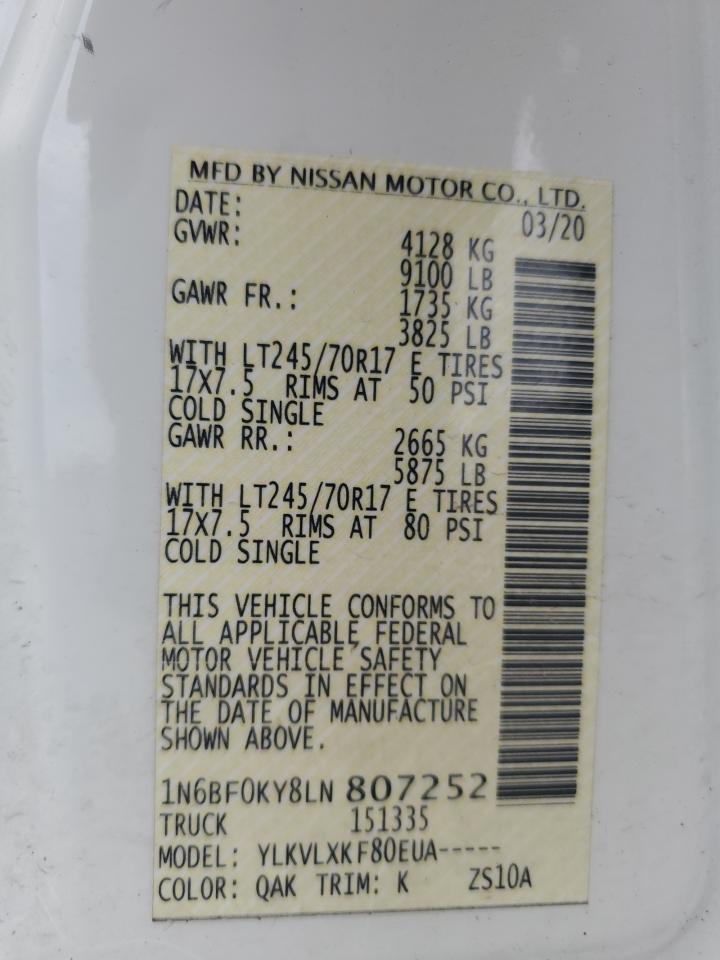 MFD BY NISSAN MOTOR CO., LTD.
DATE: 03/20
GVWR: 4128 KG
9100 LB
GAWR FR.: 1735 KG
3825 LB
WITH LT245/70R17 E TIRES
17X7.5 RIMS AT 50 PSI
COLD SINGLE
GAWR RR.: 2665 KG
5875 LB
WITH LT245/70R17 E TIRES
17X7.5 RIMS AT 80 PSI
COLD SINGLE
THIS VEHICLE CONFORMS TO
ALL APPLICABLE FEDERAL
MOTOR VEHICLE SAFETY
STANDARDS IN EFFECT ON
THE DATE OF MANUFACTURE
SHOWN ABOVE.
1N6BF0KY8LN 807252
TRUCK 151335
MODEL: YLKVLXKF80EUA-----
COLOR: QAK TRIM: K ZS10A